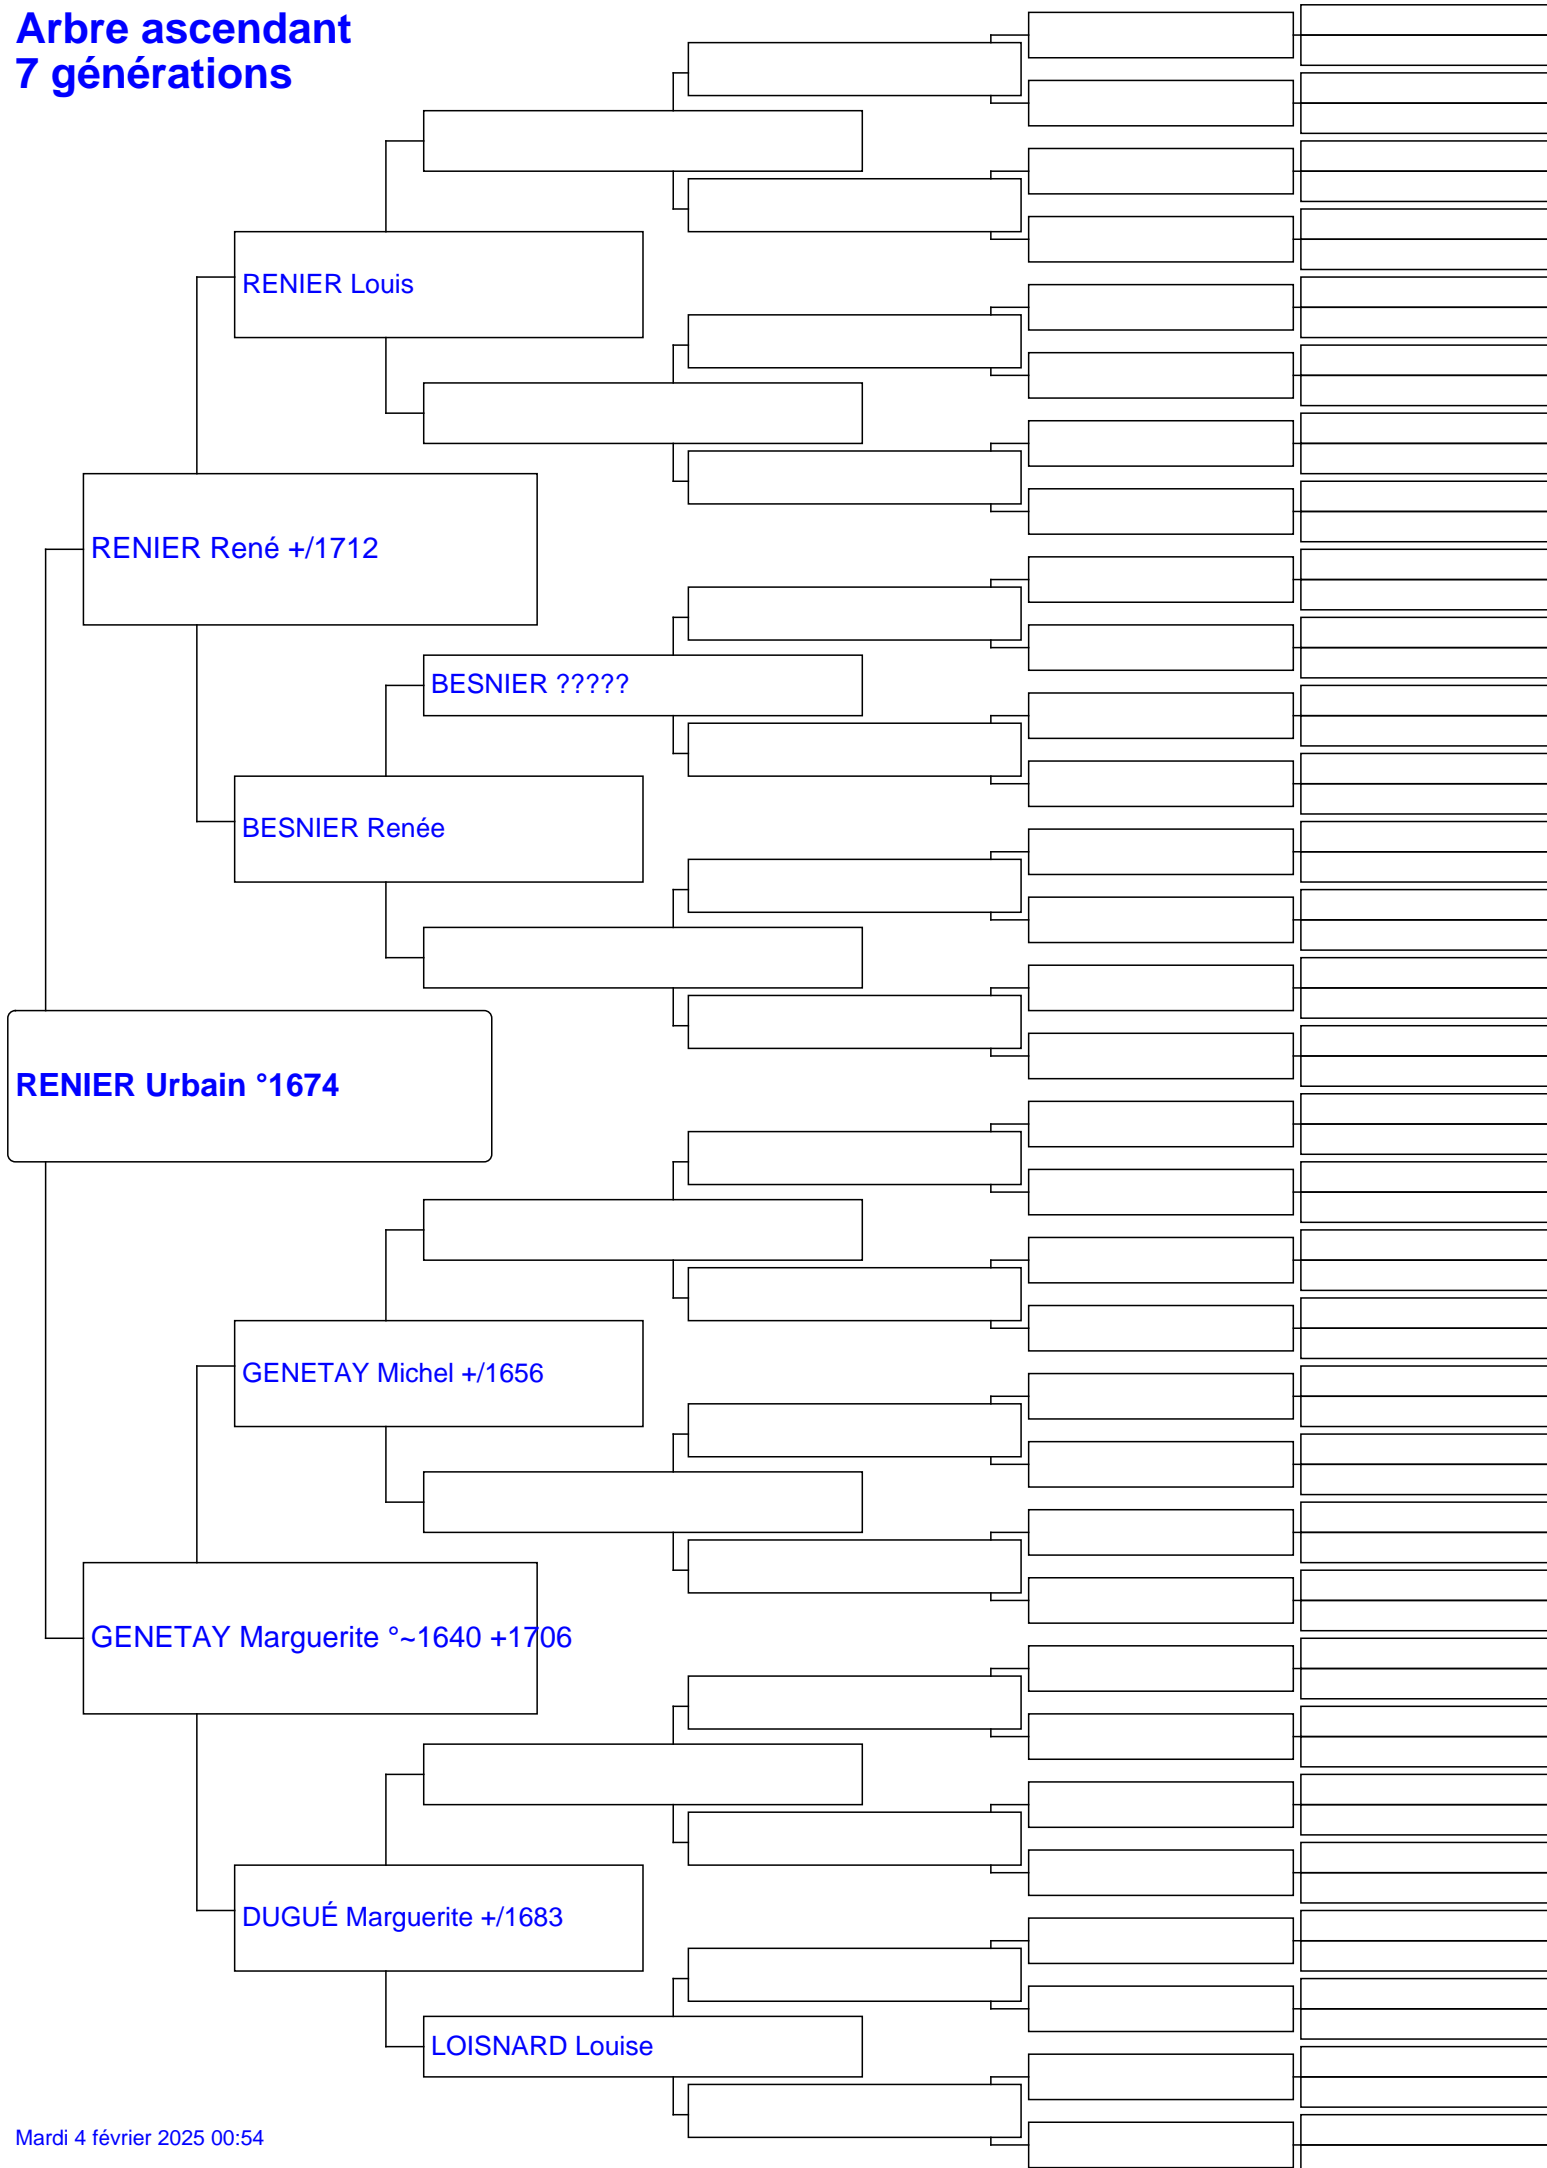 Arbre ascendant
7 générations
RENIER Louis
RENIER René +/1712
BESNIER ?????
BESNIER Renée
RENIER Urbain °1674
GENETAY Michel +/1656
GENETAY Marguerite °~1640 +1706
DUGUÉ Marguerite +/1683
LOISNARD Louise
Mardi 4 février 2025 00:54